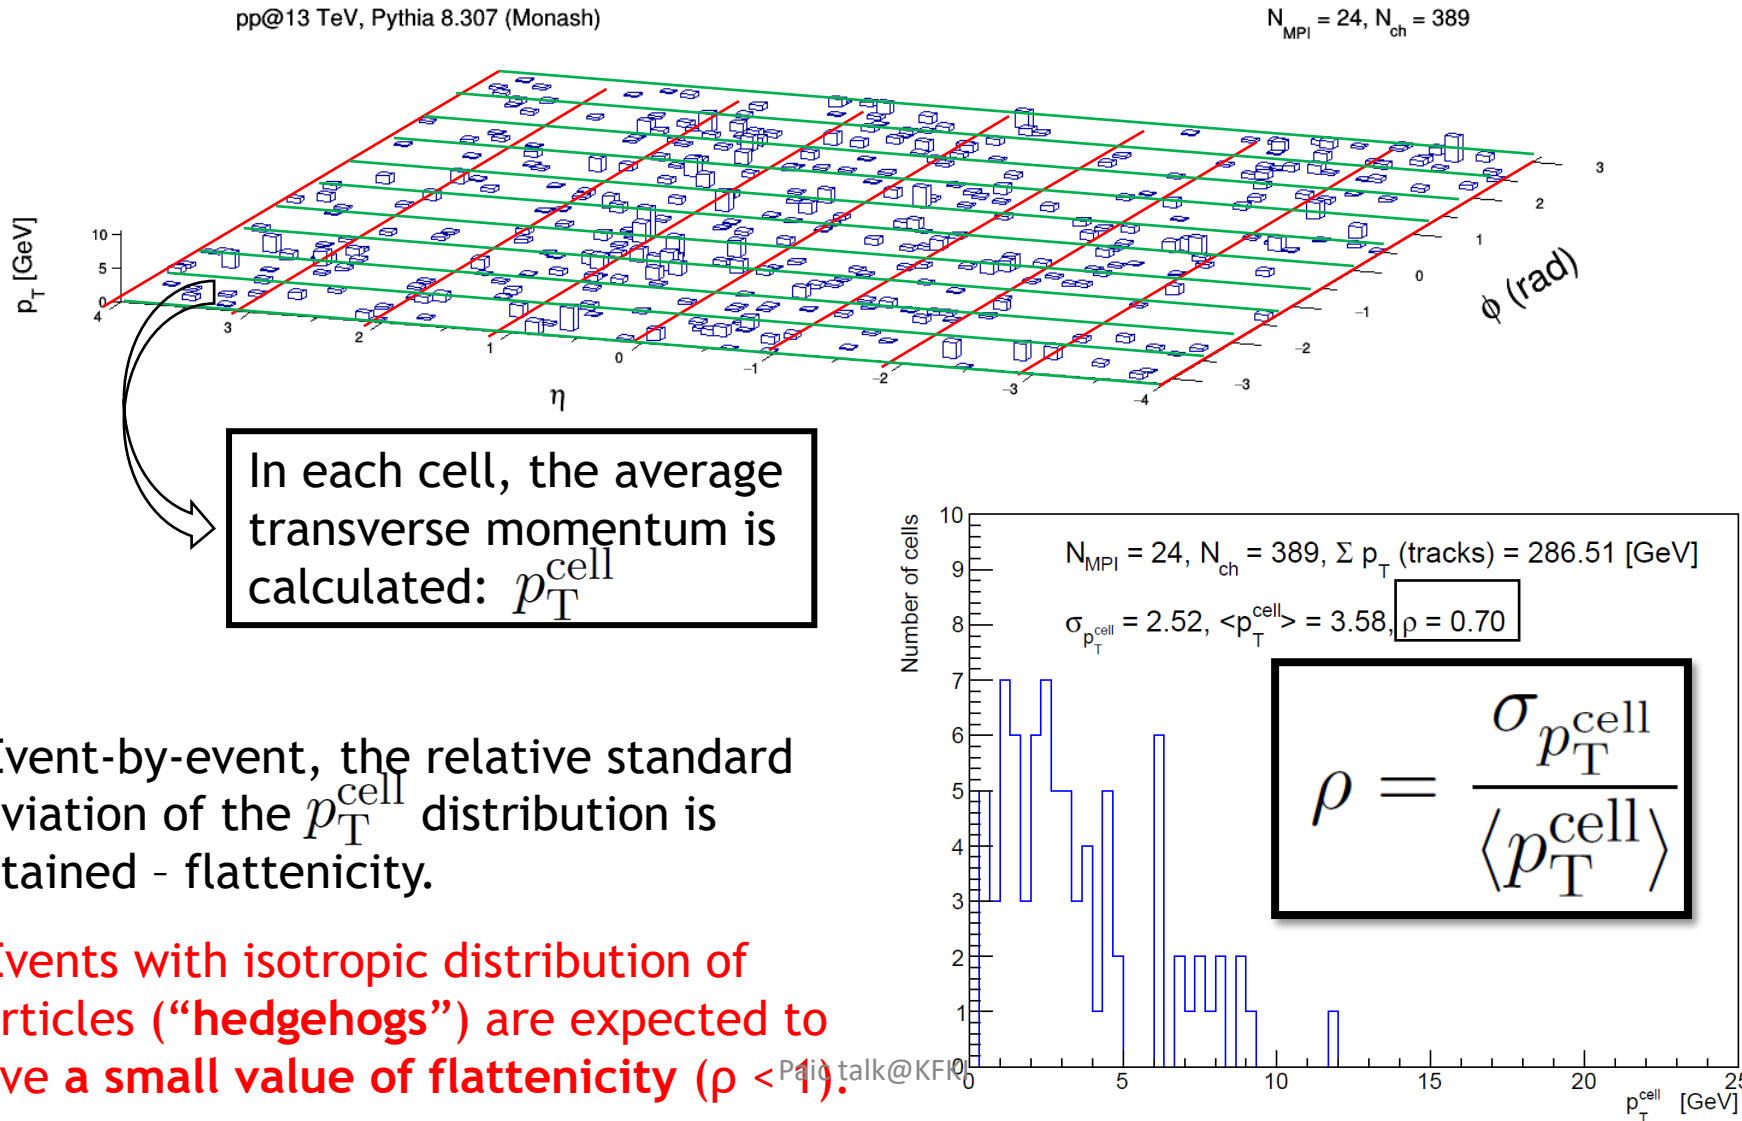 pp@13 TeV, Pythia 8.307 (Monash)
N_MPI = 24, N_ch = 389
p_T [GeV]
10
5
0
4
3
2
1
0
−1
−2
−3
−4
η
3
2
1
0
−1
−2
−3
ϕ (rad)
In each cell, the average
transverse momentum is
calculated: p_T^cell
vent-by-event, the relative standard
viation of the p_T^cell distribution is
tained – flattenicity.
vents with isotropic distribution of
rticles (“hedgehogs”) are expected to
ve a small value of flattenicity (ρ < 1).
Paic talk@KFKI
Number of cells
10
9
8
7
6
5
4
3
2
1
0
N_MPI = 24, N_ch = 389, Σ p_T (tracks) = 286.51 [GeV]
σ_{p_T^cell} = 2.52, <p_T^cell> = 3.58, ρ = 0.70
ρ = σ_{p_T^cell} / ⟨p_T^cell⟩
0
5
10
15
20
25
p_T^cell [GeV]